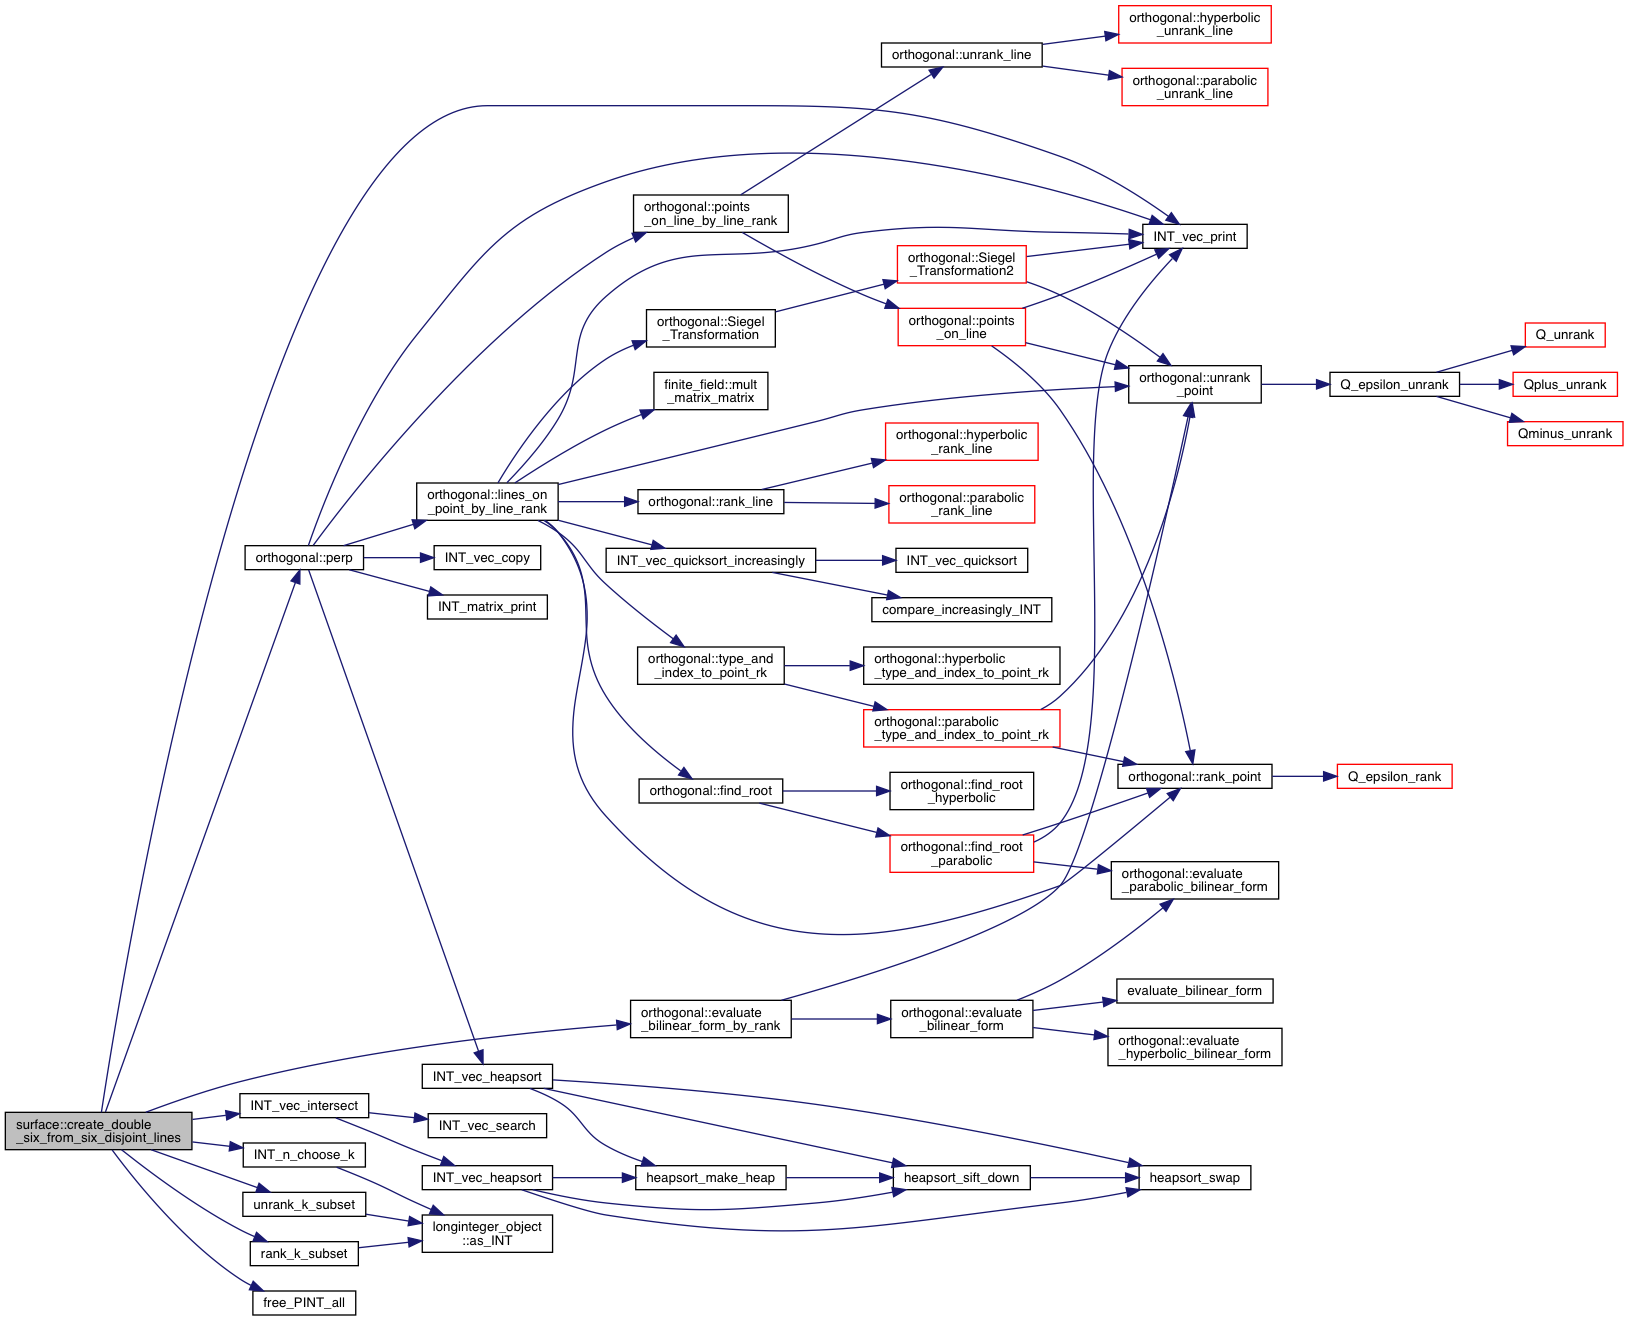 orthogonal::hyperbolic
_unrank_line
orthogonal::unrank_line
orthogonal::parabolic
_unrank_line
orthogonal::points
_on_line_by_line_rank
INT_vec_print
orthogonal::Siegel
_Transformation2
orthogonal::Siegel
_Transformation
orthogonal::points
_on_line
Q_unrank
finite_field::mult
_matrix_matrix
orthogonal::unrank
_point
Q_epsilon_unrank
Qplus_unrank
Qminus_unrank
orthogonal::hyperbolic
_rank_line
orthogonal::lines_on
_point_by_line_rank
orthogonal::rank_line
orthogonal::parabolic
_rank_line
orthogonal::perp
INT_vec_copy
INT_vec_quicksort_increasingly
INT_vec_quicksort
INT_matrix_print
compare_increasingly_INT
orthogonal::type_and
_index_to_point_rk
orthogonal::hyperbolic
_type_and_index_to_point_rk
orthogonal::parabolic
_type_and_index_to_point_rk
orthogonal::rank_point
Q_epsilon_rank
orthogonal::find_root
orthogonal::find_root
_hyperbolic
orthogonal::find_root
_parabolic
orthogonal::evaluate
_parabolic_bilinear_form
orthogonal::evaluate
_bilinear_form_by_rank
orthogonal::evaluate
_bilinear_form
evaluate_bilinear_form
orthogonal::evaluate
_hyperbolic_bilinear_form
INT_vec_heapsort
surface::create_double
_six_from_six_disjoint_lines
INT_vec_intersect
INT_vec_search
INT_n_choose_k
INT_vec_heapsort
heapsort_make_heap
heapsort_sift_down
heapsort_swap
unrank_k_subset
longinteger_object
::as_INT
rank_k_subset
free_PINT_all